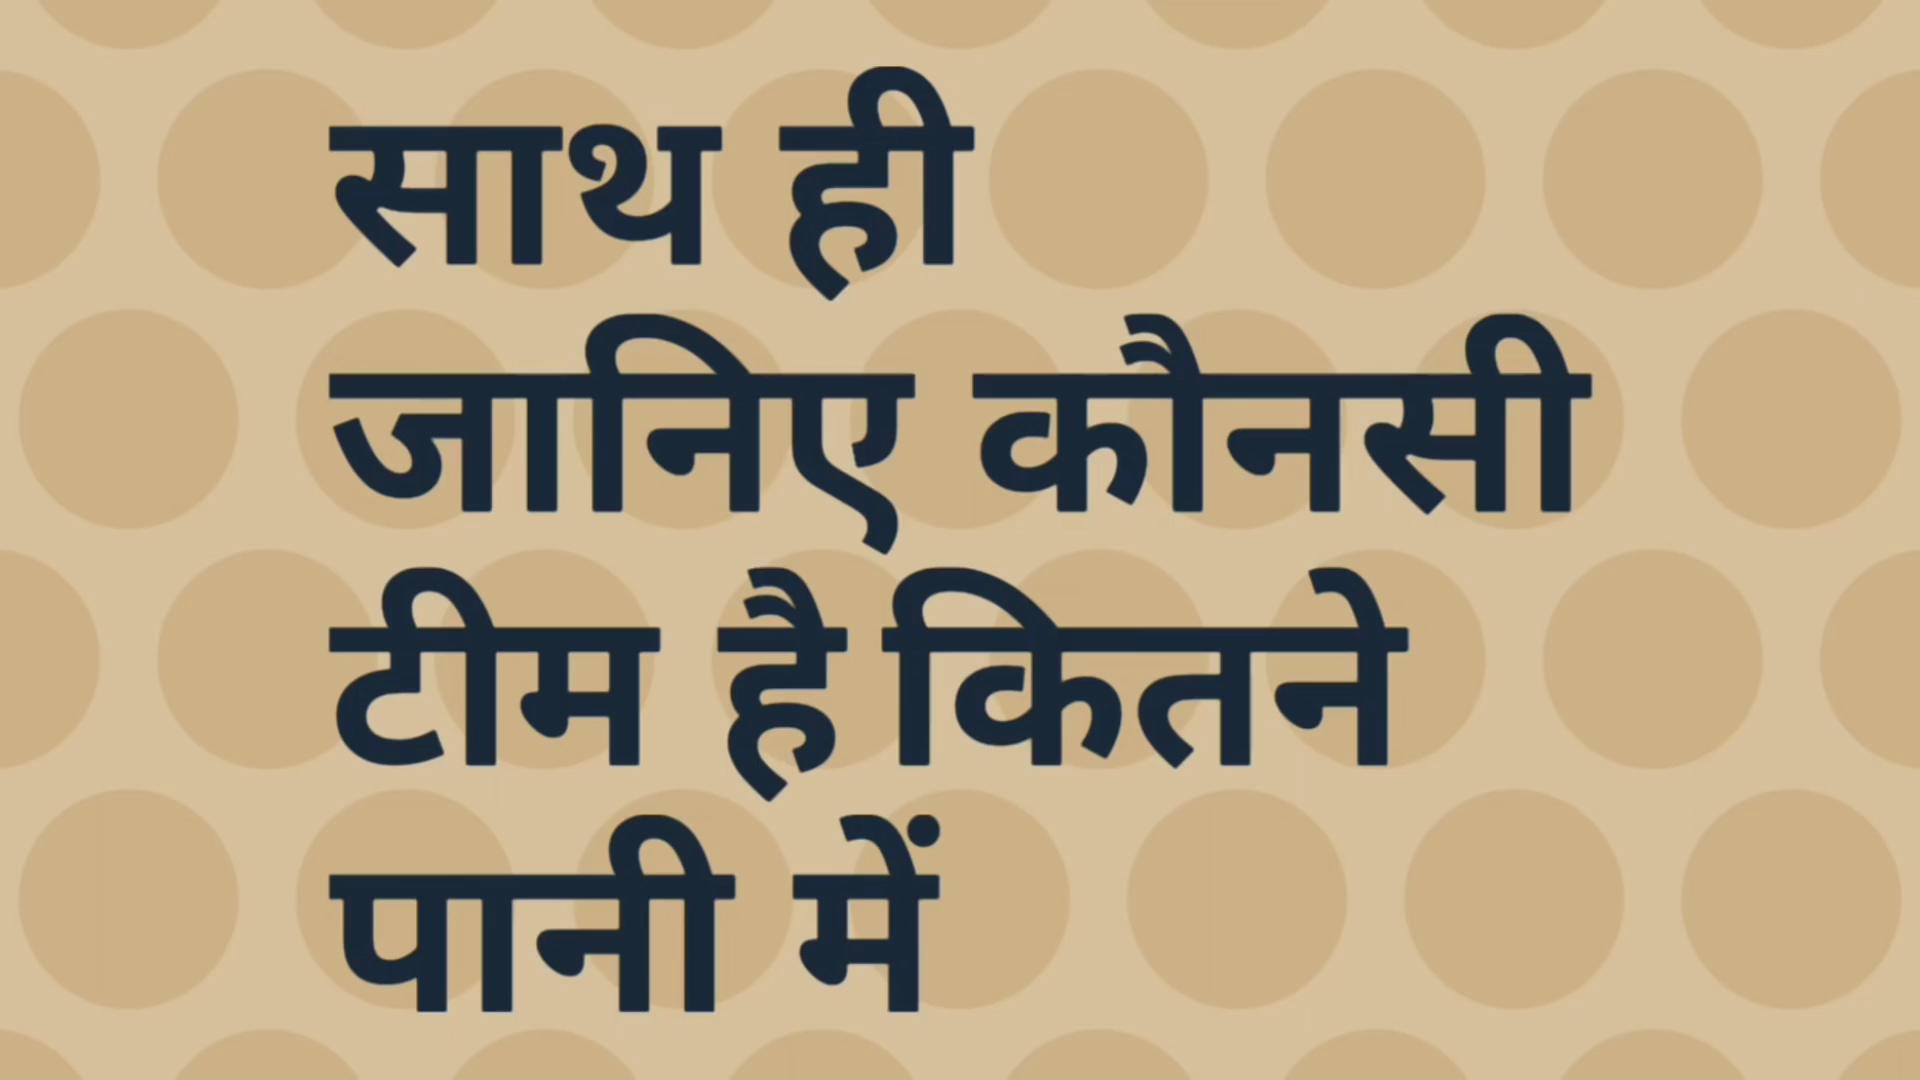 साथ ही
जानिए कौनसी
टीम है कितने
पानी में